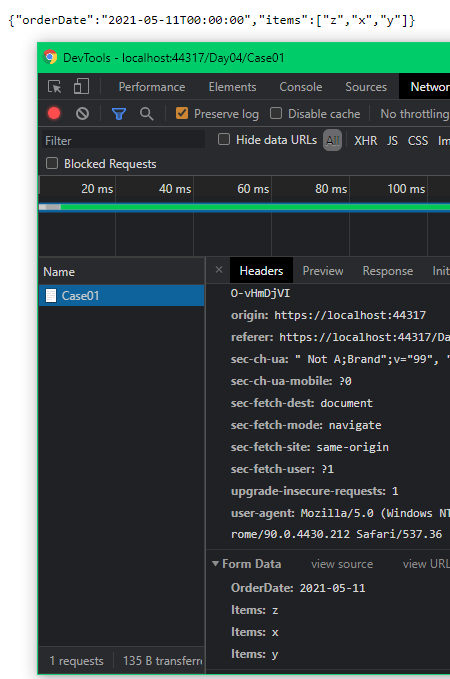 {"orderDate":"2021-05-11T00:00:00","items":["z","x","y"]}
DevTools - localhost:44317/Day04/Case01
Performance Elements Console Sources Networ
Preserve log Disable cache No throttling
Filter Hide data URLs All XHR JS CSS Im
Blocked Requests
20 ms 40 ms 60 ms 80 ms 100 ms
Name × Headers Preview Response Init
Case01
O-vHmDjVI
origin: https://localhost:44317
referer: https://localhost:44317/Da
sec-ch-ua: " Not A;Brand";v="99", "
sec-ch-ua-mobile: ?0
sec-fetch-dest: document
sec-fetch-mode: navigate
sec-fetch-site: same-origin
sec-fetch-user: ?1
upgrade-insecure-requests: 1
user-agent: Mozilla/5.0 (Windows NT
rome/90.0.4430.212 Safari/537.36
Form Data view source view URL
OrderDate: 2021-05-11
Items: z
Items: x
Items: y
1 requests 135 B transferre